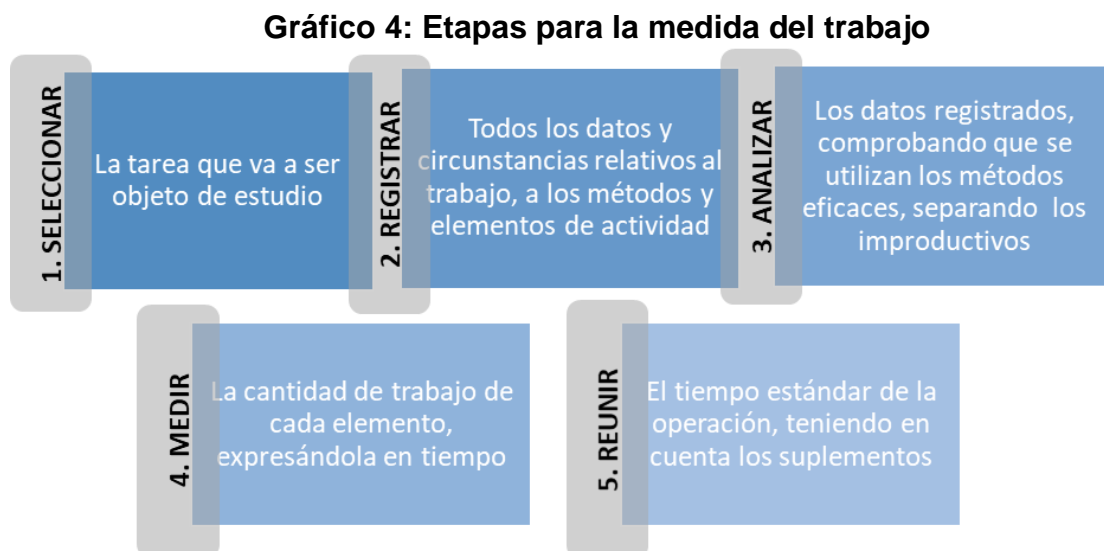 Gráfico 4: Etapas para la medida del trabajo
1. SELECCIONAR
La tarea que va a ser
objeto de estudio
2. REGISTRAR
Todos los datos y
circunstancias relativos al
trabajo, a los métodos y
elementos de actividad
3. ANALIZAR
Los datos registrados,
comprobando que se
utilizan los métodos
eficaces, separando los
improductivos
4. MEDIR
La cantidad de trabajo de
cada elemento,
expresándola en tiempo
5. REUNIR
El tiempo estándar de la
operación, teniendo en
cuenta los suplementos